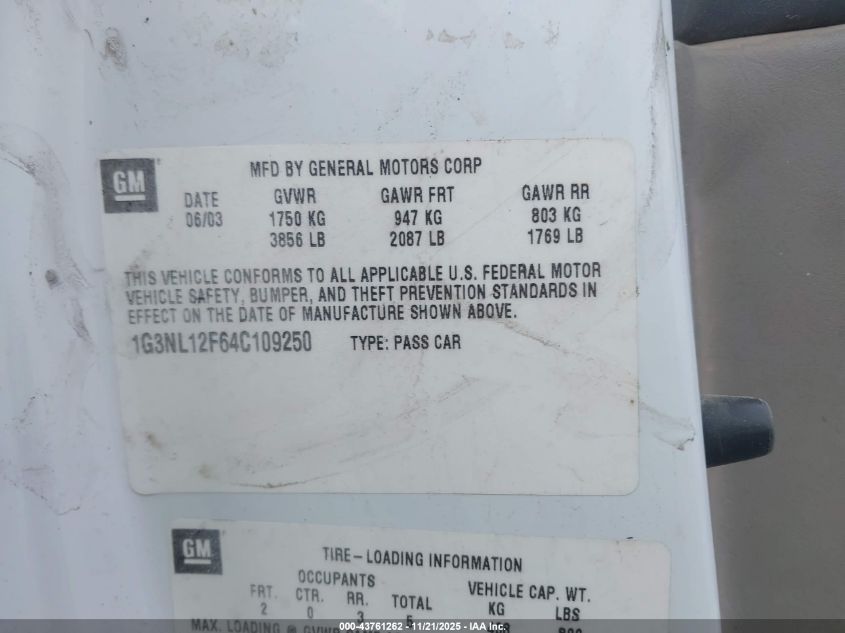 GM
MFD BY GENERAL MOTORS CORP
DATE GVWR GAWR FRT GAWR RR
06/03 1750 KG 947 KG 803 KG
3856 LB 2087 LB 1769 LB
THIS VEHICLE CONFORMS TO ALL APPLICABLE U.S. FEDERAL MOTOR
VEHICLE SAFETY, BUMPER, AND THEFT PREVENTION STANDARDS IN
EFFECT ON THE DATE OF MANUFACTURE SHOWN ABOVE.
1G3NL12F64C109250 TYPE: PASS CAR
GM
TIRE-LOADING INFORMATION
OCCUPANTS VEHICLE CAP. WT.
FRT. CTR. RR. TOTAL KG LBS
2 0 3 5
MAX. LOADING @ GVWR
000-43761262 - 11/21/2025 - IAA Inc.